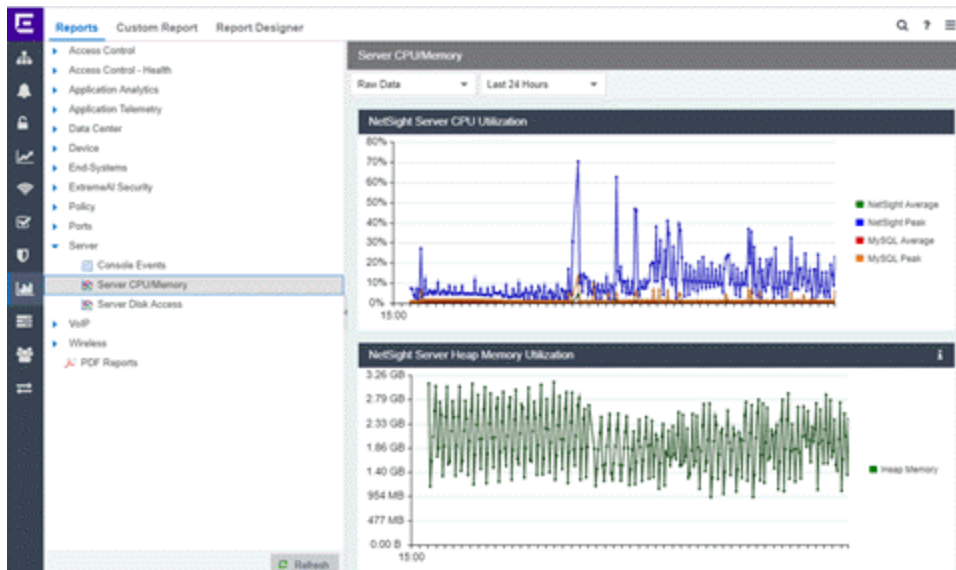 Reports Custom Report Report Designer
Access Control
Access Control - Health
Application Analytics
Application Telemetry
Data Center
Device
End-Systems
ExtremeAI Security
Policy
Ports
Server
Console Events
Server CPU/Memory
Server Disk Access
VoIP
Wireless
PDF Reports
Refresh
Server CPU/Memory
Raw Data Last 24 Hours
NetSight Server CPU Utilization
80%
70%
60%
50%
40%
30%
20%
10%
0%
15:00
NetSight Average
NetSight Peak
MySQL Average
MySQL Peak
NetSight Server Heap Memory Utilization
3.26 GB
2.79 GB
2.33 GB
1.86 GB
1.40 GB
954 MB
477 MB
0.00 B
15:00
Heap Memory